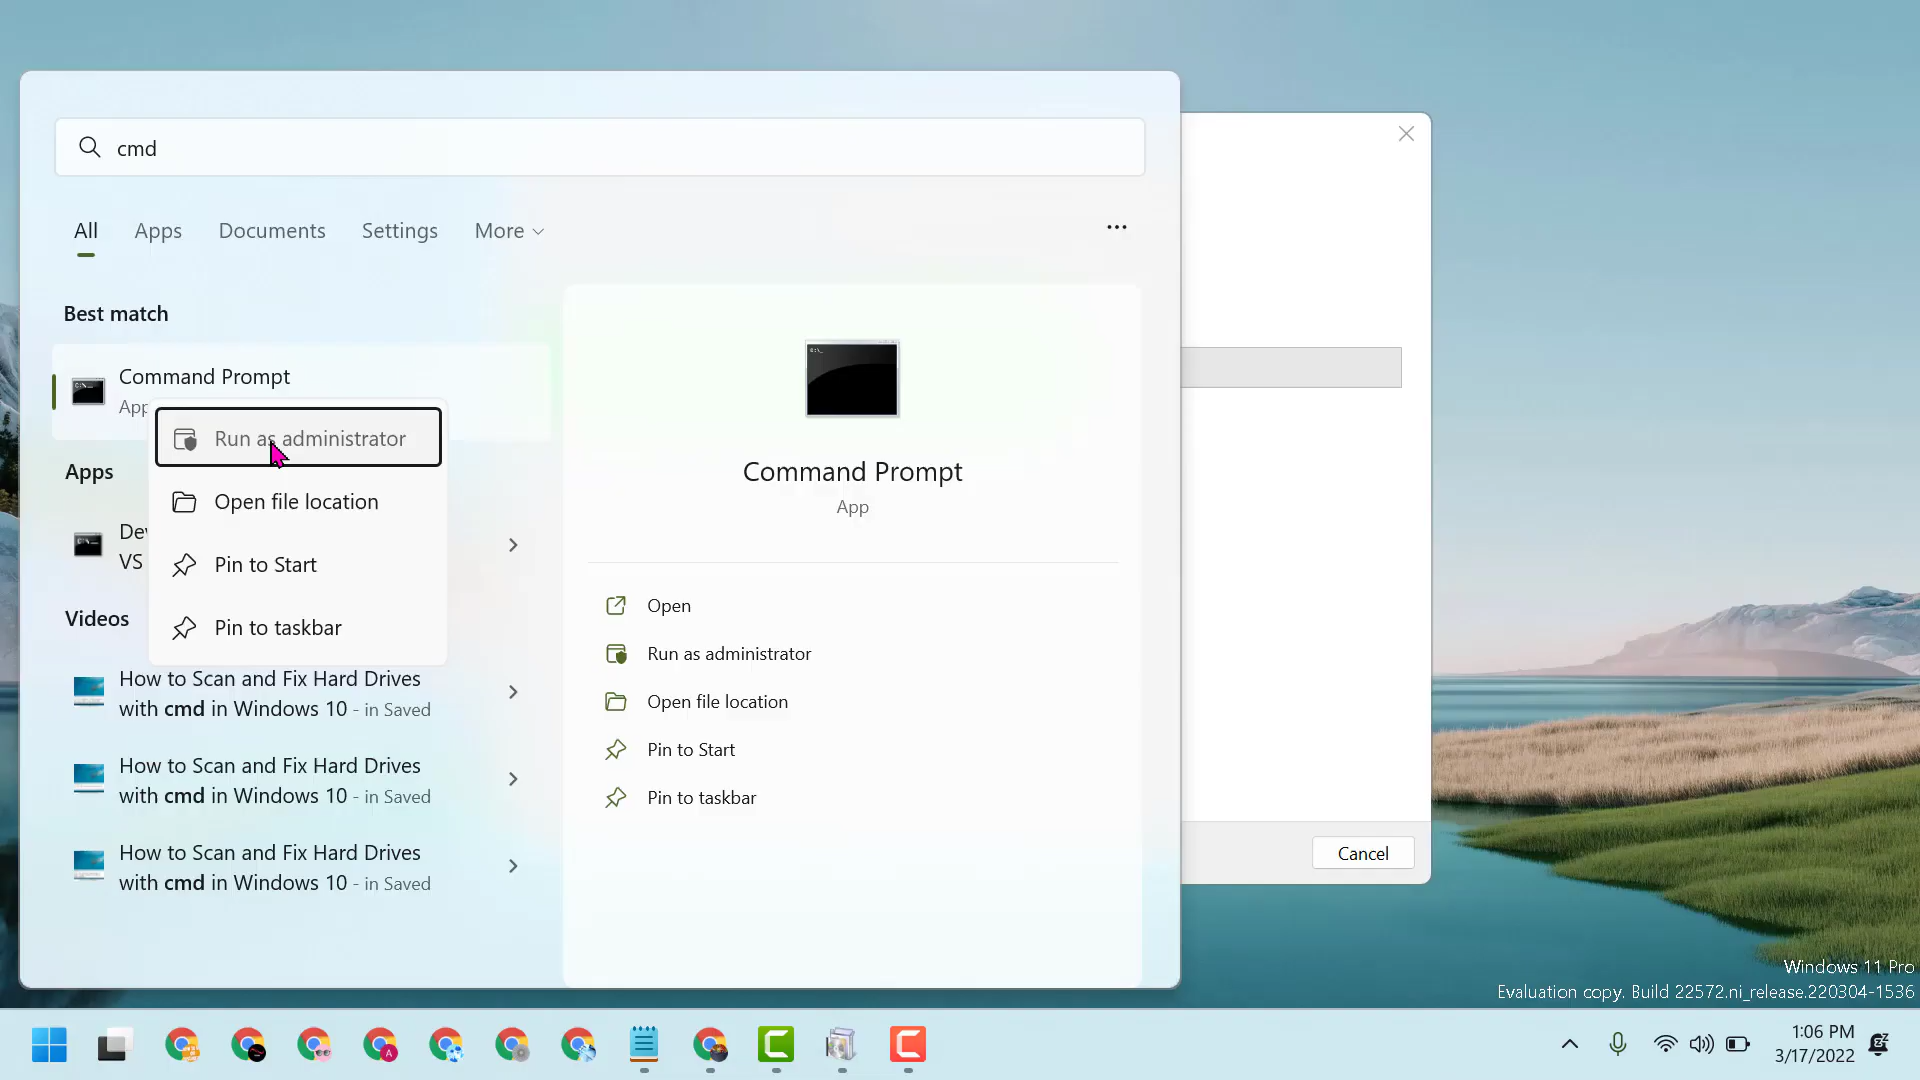 cmd
All Apps Documents Settings More
Best match
Command Prompt
App
Run as administrator
Open file location
Pin to Start
Pin to taskbar
Apps
VS
Videos
How to Scan and Fix Hard Drives
with cmd in Windows 10 - in Saved
How to Scan and Fix Hard Drives
with cmd in Windows 10 - in Saved
How to Scan and Fix Hard Drives
with cmd in Windows 10 - in Saved
Command Prompt
App
Open
Run as administrator
Open file location
Pin to Start
Pin to taskbar
Cancel
Windows 11 Pro
Evaluation copy. Build 22572.ni_release.220304-1536
A
1:06 PM
3/17/2022